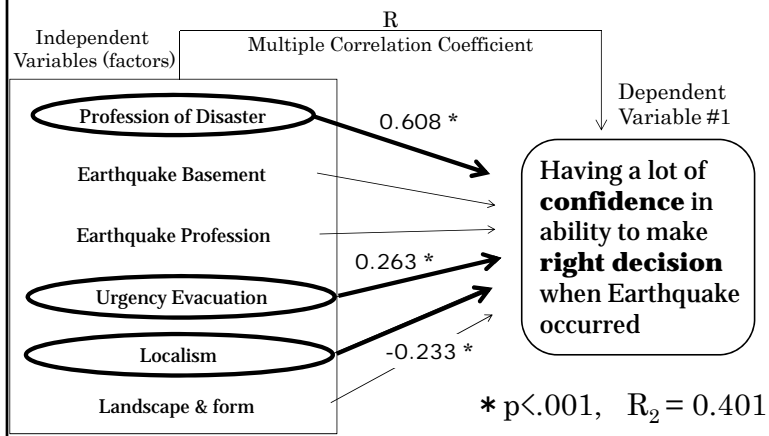 R
Multiple Correlation Coefficient
Independent
Variables (factors)
Dependent
Variable #1
Profession of Disaster
0.608 *
Earthquake Basement
Earthquake Profession
0.263 *
Urgency Evacuation
Localism
-0.233 *
Landscape & form
Having a lot of
confidence in
ability to make
right decision
when Earthquake
occurred
* p<.001, R₂ = 0.401